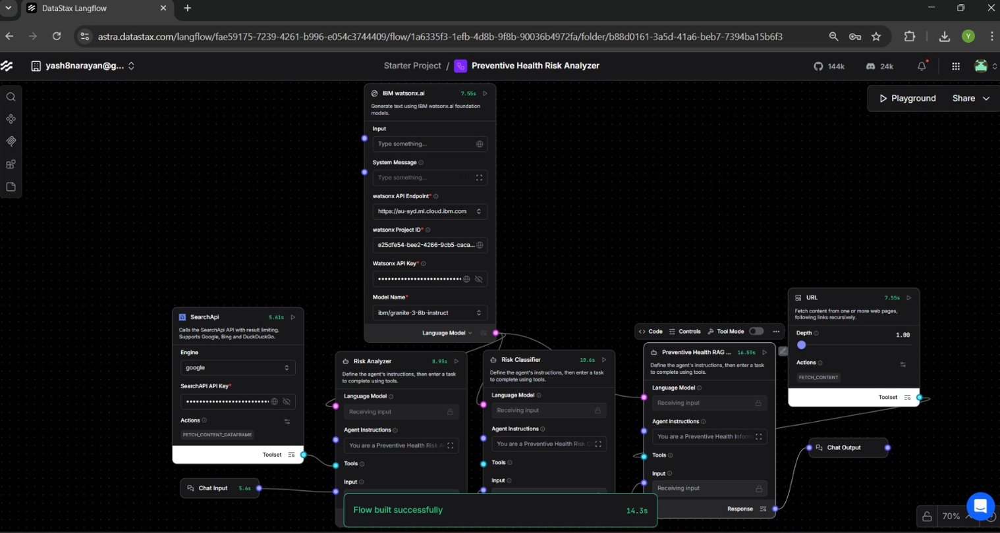 DataStax Langflow
astra.datastax.com/langflow/fae59175-7239-4261-b996-e054c3744409/flow/1a6335f3-1efb-4d8b-9f8b-90036b4972fa/folder/b88d0161-3a5d-41a6-beb7-7394ba15b6f3
Y
yash8narayan@g...
Starter Project / Preventive Health Risk Analyzer
144k
24k
Playground
Share
IBM watsonx.ai 7.55s
Generate text using IBM watsonx.ai foundation
models.
Input
Type something...
System Message
Type something...
watsonx API Endpoint*
https://au-syd.ml.cloud.ibm.com
watsonx Project ID*
e25dfe54-bee2-4266-9cb5-caca...
Watsonx API Key*
Model Name*
ibm/granite-3-8b-instruct
Language Model
SearchApi 5.61s
Calls the SearchApi API with result limiting.
Supports Google, Bing and DuckDuckGo.
Engine
google
SearchAPI API Key*
Actions
FETCH_CONTENT_DATAFRAME
Toolset
Chat Input 5.6s
Risk Analyzer 8.93s
Define the agent's instructions, then enter a task
to complete using tools.
Language Model
Receiving input
Agent Instructions
You are a Preventive Health Risk
Tools
Input
Risk Classifier 10.6s
Define the agent's instructions, then enter a task
to complete using tools.
Language Model
Receiving input
Agent Instructions
You are a Preventive Health Risk
Tools
Input
Code Controls Tool Mode
Preventive Health RAG ... 16.59s
Define the agent's instructions, then enter a task
to complete using tools.
Language Model
Receiving input
Agent Instructions
You are a Preventive Health
Tools
Input
Receiving input
Response
URL 7.55s
Fetch content from one or more web pages,
following links recursively.
Depth 1.00
Actions
FETCH_CONTENT
Toolset
Chat Output
Flow built successfully 14.3s
70%